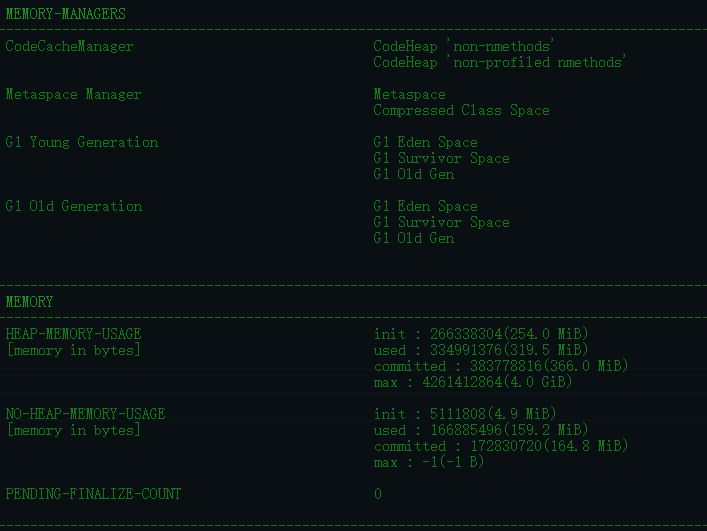 MEMORY-MANAGERS
CodeCacheManager CodeHeap 'non-nmethods'
CodeHeap 'non-profiled nmethods'
Metaspace Manager Metaspace
Compressed Class Space
G1 Young Generation G1 Eden Space
G1 Survivor Space
G1 Old Gen
G1 Old Generation G1 Eden Space
G1 Survivor Space
G1 Old Gen
MEMORY
HEAP-MEMORY-USAGE init : 266338304(254.0 MiB)
[memory in bytes] used : 334991376(319.5 MiB)
committed : 383778816(366.0 MiB)
max : 4261412864(4.0 GiB)
NO-HEAP-MEMORY-USAGE init : 5111808(4.9 MiB)
[memory in bytes] used : 166885496(159.2 MiB)
committed : 172830720(164.8 MiB)
max : -1(-1 B)
PENDING-FINALIZE-COUNT 0